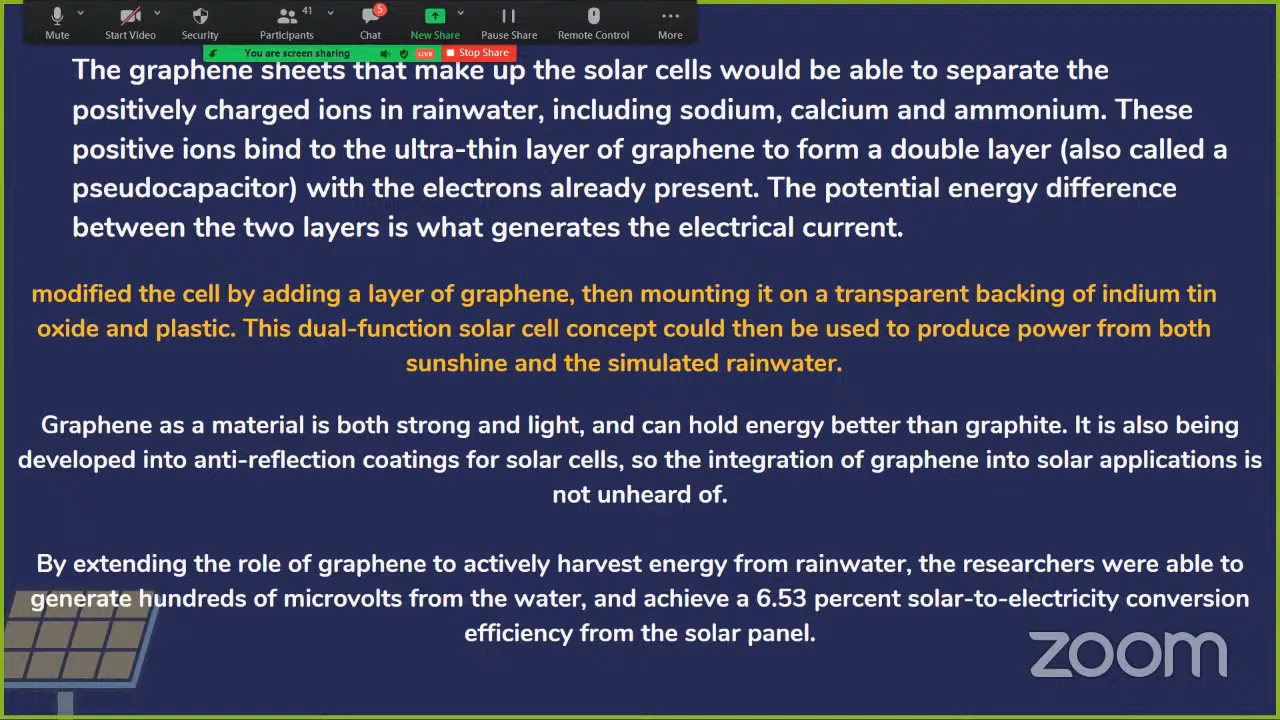 41
5
Mute
Start Video
Security
Participants
Chat
New Share
Pause Share
Remote Control
More
You are screen sharing
LIVE
Stop Share
The graphene sheets that make up the solar cells would be able to separate the
positively charged ions in rainwater, including sodium, calcium and ammonium. These
positive ions bind to the ultra-thin layer of graphene to form a double layer (also called a
pseudocapacitor) with the electrons already present. The potential energy difference
between the two layers is what generates the electrical current.
modified the cell by adding a layer of graphene, then mounting it on a transparent backing of indium tin
oxide and plastic. This dual-function solar cell concept could then be used to produce power from both
sunshine and the simulated rainwater.
Graphene as a material is both strong and light, and can hold energy better than graphite. It is also being
developed into anti-reflection coatings for solar cells, so the integration of graphene into solar applications is
not unheard of.
By extending the role of graphene to actively harvest energy from rainwater, the researchers were able to
generate hundreds of microvolts from the water, and achieve a 6.53 percent solar-to-electricity conversion
efficiency from the solar panel.
zoom